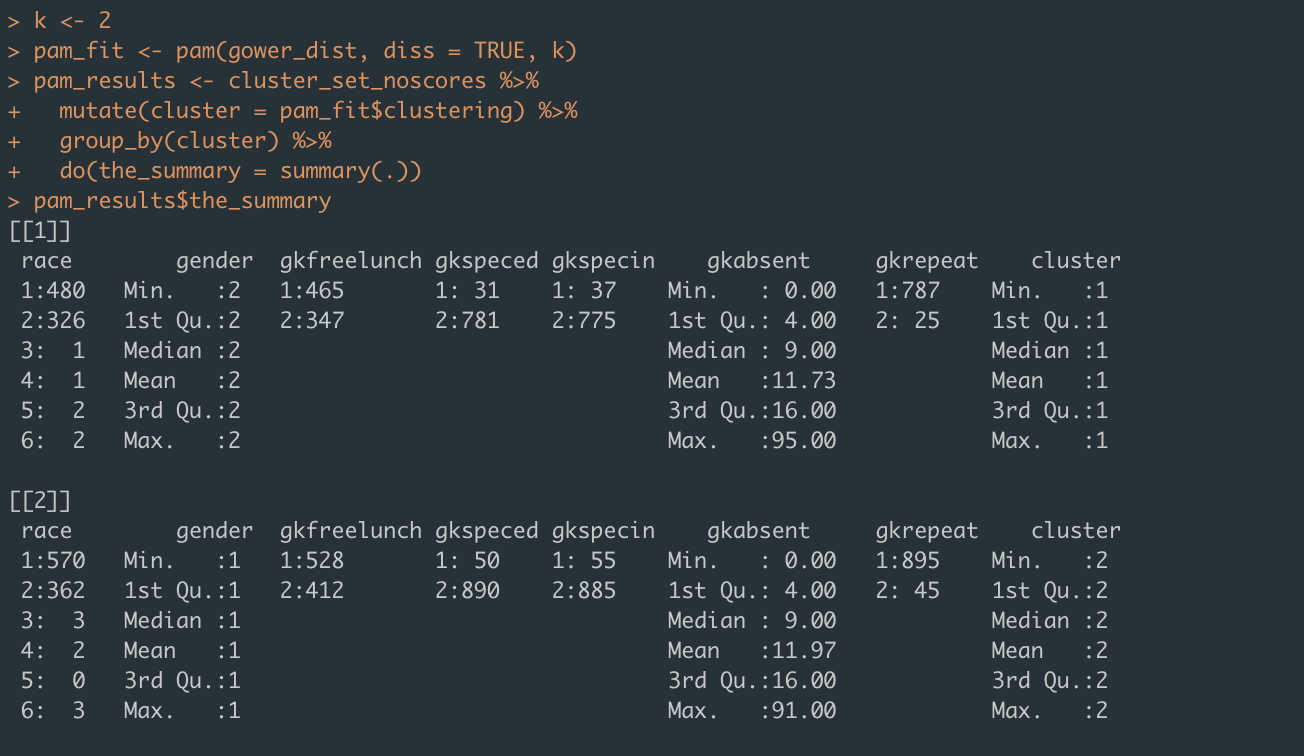 > k <- 2
> pam_fit <- pam(gower_dist, diss = TRUE, k)
> pam_results <- cluster_set_noscores %>%
+   mutate(cluster = pam_fit$clustering) %>%
+   group_by(cluster) %>%
+   do(the_summary = summary(.))
> pam_results$the_summary
[[1]]
 race        gender  gkfreelunch gkspeced gkspecin    gkabsent     gkrepeat    cluster
 1:480   Min.   :2   1:465       1: 31    1: 37    Min.   : 0.00   1:787    Min.   :1
 2:326   1st Qu.:2   2:347       2:781    2:775    1st Qu.: 4.00   2: 25    1st Qu.:1
 3:  1   Median :2                                 Median : 9.00            Median :1
 4:  1   Mean   :2                                 Mean   :11.73            Mean   :1
 5:  2   3rd Qu.:2                                 3rd Qu.:16.00            3rd Qu.:1
 6:  2   Max.   :2                                 Max.   :95.00            Max.   :1
[[2]]
 race        gender  gkfreelunch gkspeced gkspecin    gkabsent     gkrepeat    cluster
 1:570   Min.   :1   1:528       1: 50    1: 55    Min.   : 0.00   1:895    Min.   :2
 2:362   1st Qu.:1   2:412       2:890    2:885    1st Qu.: 4.00   2: 45    1st Qu.:2
 3:  3   Median :1                                 Median : 9.00            Median :2
 4:  2   Mean   :1                                 Mean   :11.97            Mean   :2
 5:  0   3rd Qu.:1                                 3rd Qu.:16.00            3rd Qu.:2
 6:  3   Max.   :1                                 Max.   :91.00            Max.   :2